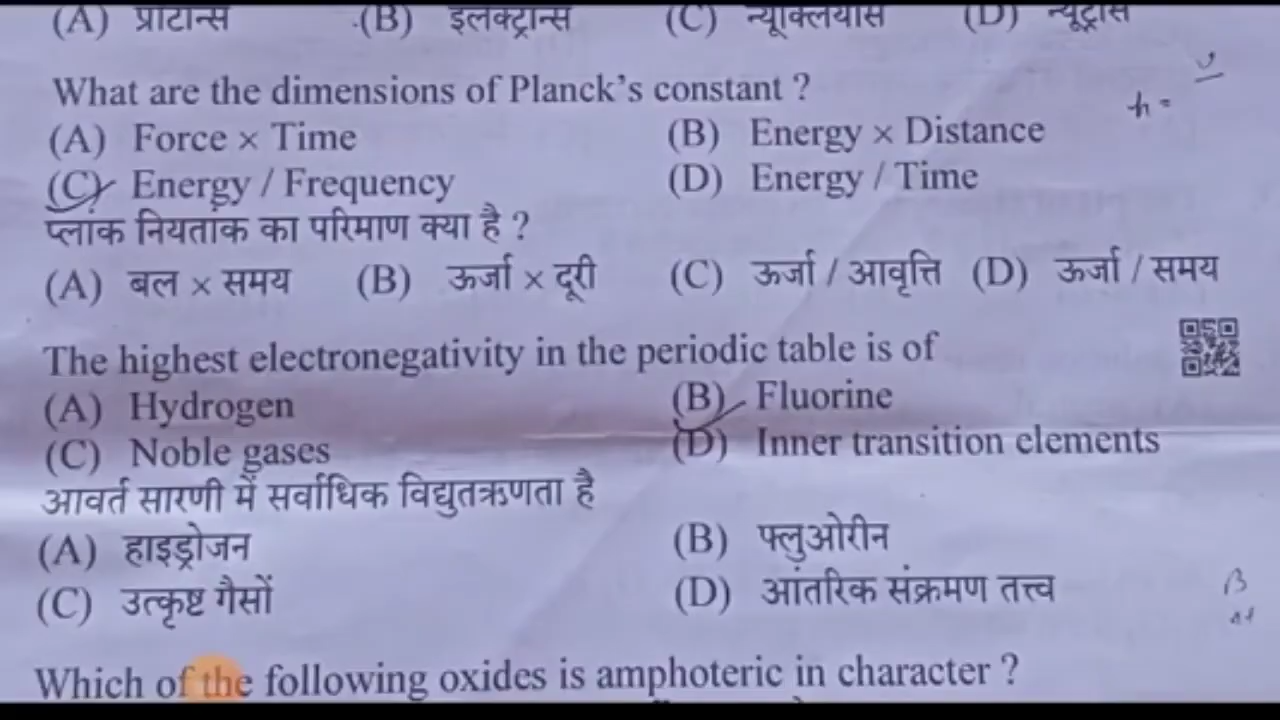 (A) प्रोटॉन्स (B) इलेक्ट्रॉन्स (C) न्यूक्लियॉस (D)
What are the dimensions of Planck's constant ?
h =
(A) Force × Time (B) Energy × Distance
(C) Energy / Frequency (D) Energy / Time
प्लांक नियतांक का परिमाण क्या है ?
(A) बल × समय (B) ऊर्जा × दूरी (C) ऊर्जा / आवृत्ति (D) ऊर्जा / समय
The highest electronegativity in the periodic table is of
(A) Hydrogen (B) Fluorine
(C) Noble gases (D) Inner transition elements
आवर्त सारणी में सर्वाधिक विद्युतऋणता है
(A) हाइड्रोजन (B) फ्लुओरीन
(C) उत्कृष्ट गैसों (D) आंतरिक संक्रमण तत्त्व
Which of the following oxides is amphoteric in character ?